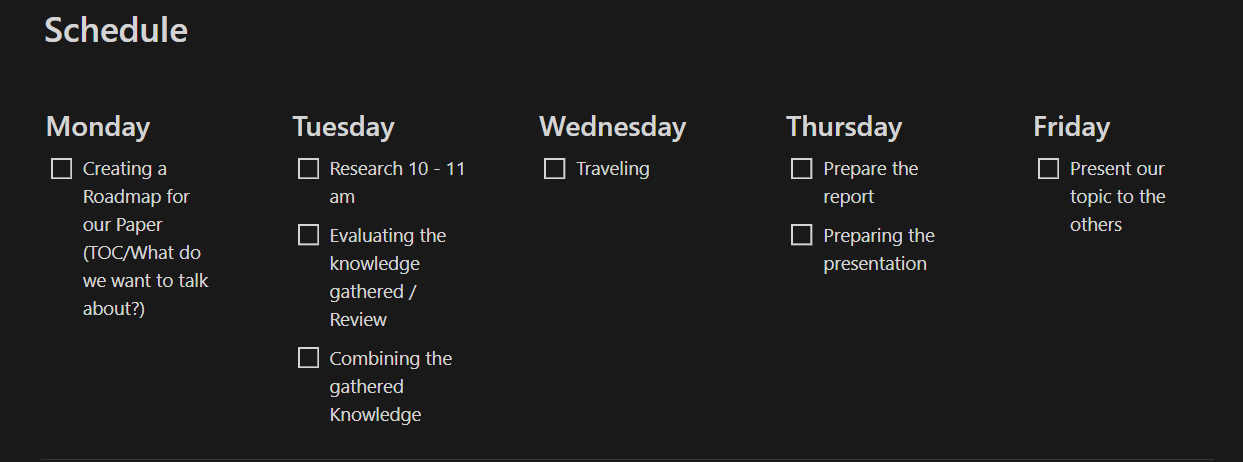 Schedule
Monday
Creating a
Roadmap for
our Paper
(TOC/What do
we want to talk
about?)
Tuesday
Research 10 - 11
am
Evaluating the
knowledge
gathered /
Review
Combining the
gathered
Knowledge
Wednesday
Traveling
Thursday
Prepare the
report
Preparing the
presentation
Friday
Present our
topic to the
others